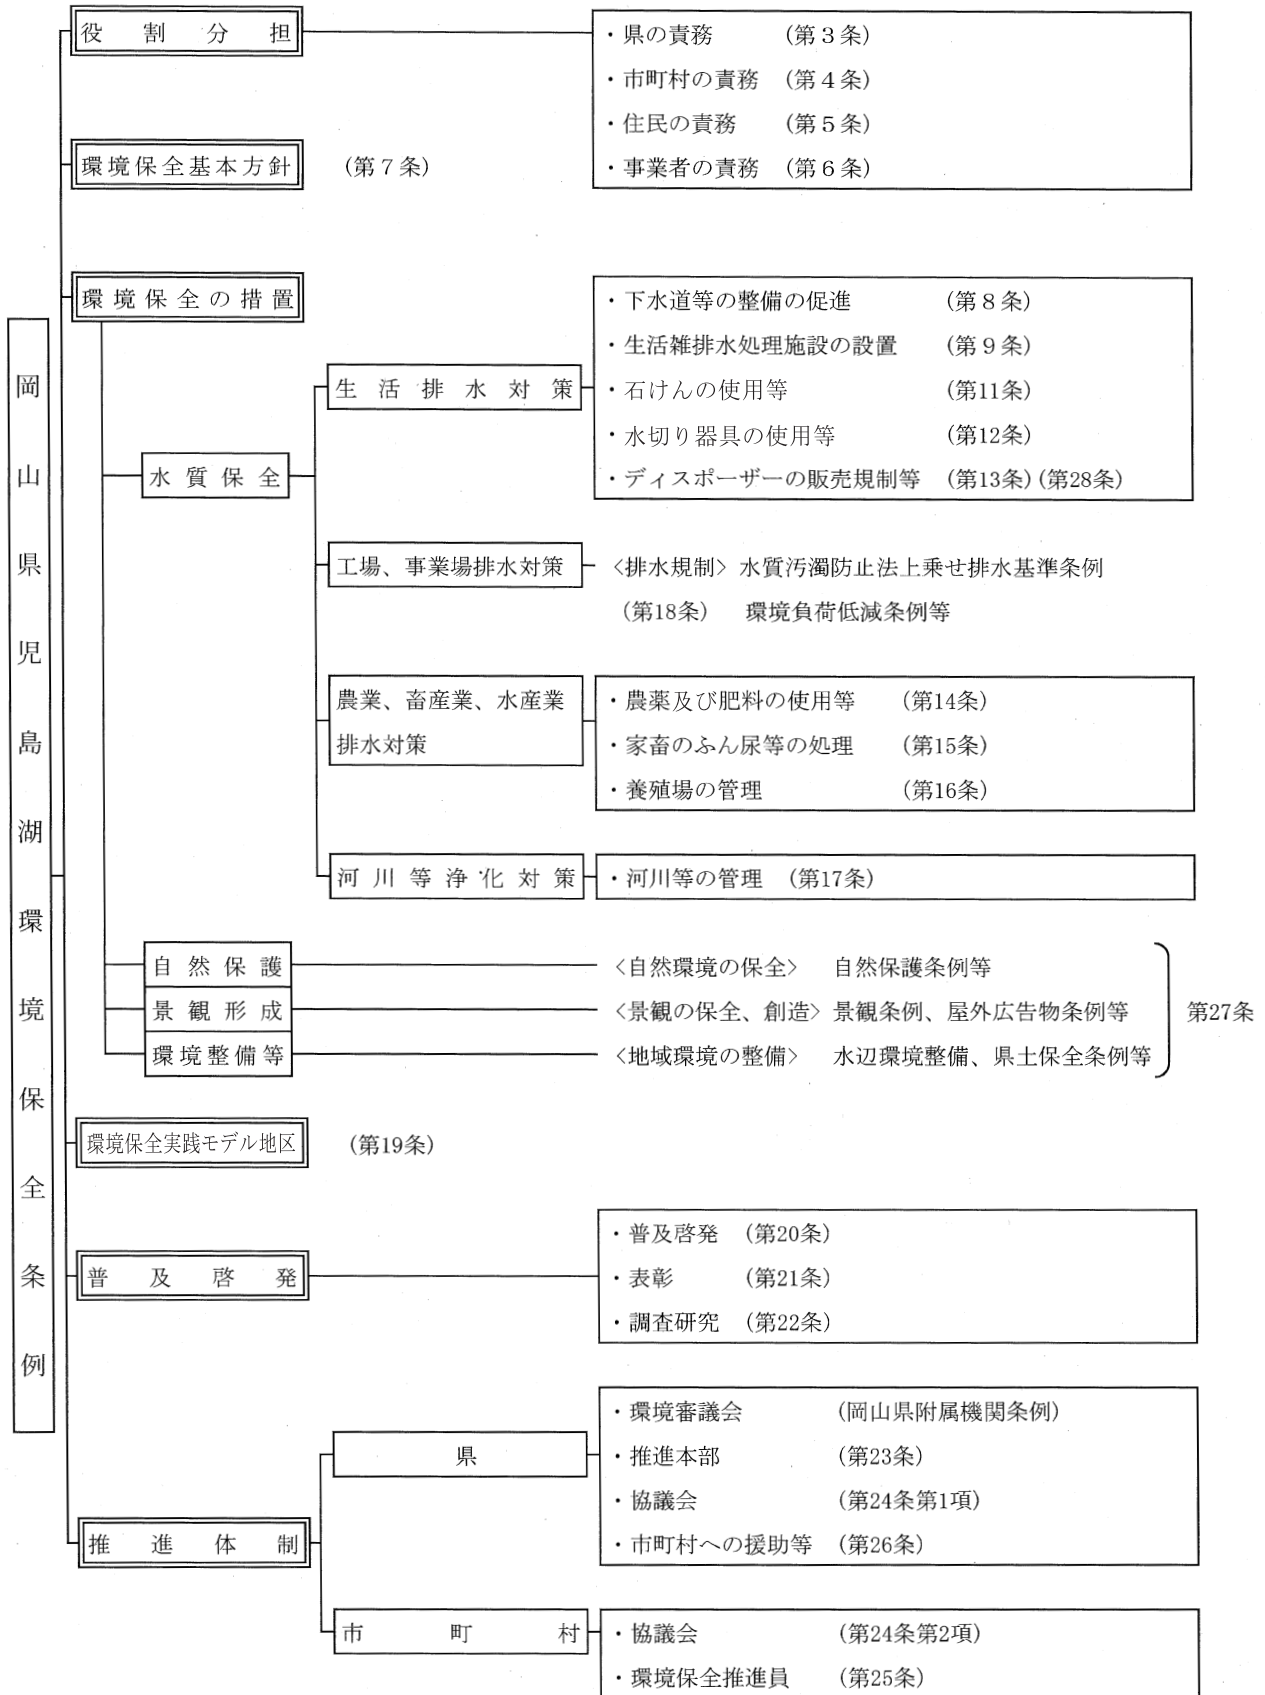 岡山県児島湖環境保全条例
役割分担
・県の責務 (第3条)
・市町村の責務 (第4条)
・住民の責務 (第5条)
・事業者の責務 (第6条)
環境保全基本方針 (第7条)
環境保全の措置
水質保全
生活排水対策
・下水道等の整備の促進 (第8条)
・生活雑排水処理施設の設置 (第9条)
・石けんの使用等 (第11条)
・水切り器具の使用等 (第12条)
・ディスポーザーの販売規制等 (第13条)(第28条)
工場、事業場排水対策 〈排水規制〉 水質汚濁防止法上乗せ排水基準条例
(第18条) 環境負荷低減条例等
農業、畜産業、水産業
排水対策
・農薬及び肥料の使用等 (第14条)
・家畜のふん尿等の処理 (第15条)
・養殖場の管理 (第16条)
河川等浄化対策 ・河川等の管理 (第17条)
自然保護 〈自然環境の保全〉 自然保護条例等
景観形成 〈景観の保全、創造〉 景観条例、屋外広告物条例等
環境整備等 〈地域環境の整備〉 水辺環境整備、県土保全条例等
第27条
環境保全実践モデル地区 (第19条)
普及啓発
・普及啓発 (第20条)
・表彰 (第21条)
・調査研究 (第22条)
推進体制
県
・環境審議会 (岡山県附属機関条例)
・推進本部 (第23条)
・協議会 (第24条第1項)
・市町村への援助等 (第26条)
市町村
・協議会 (第24条第2項)
・環境保全推進員 (第25条)